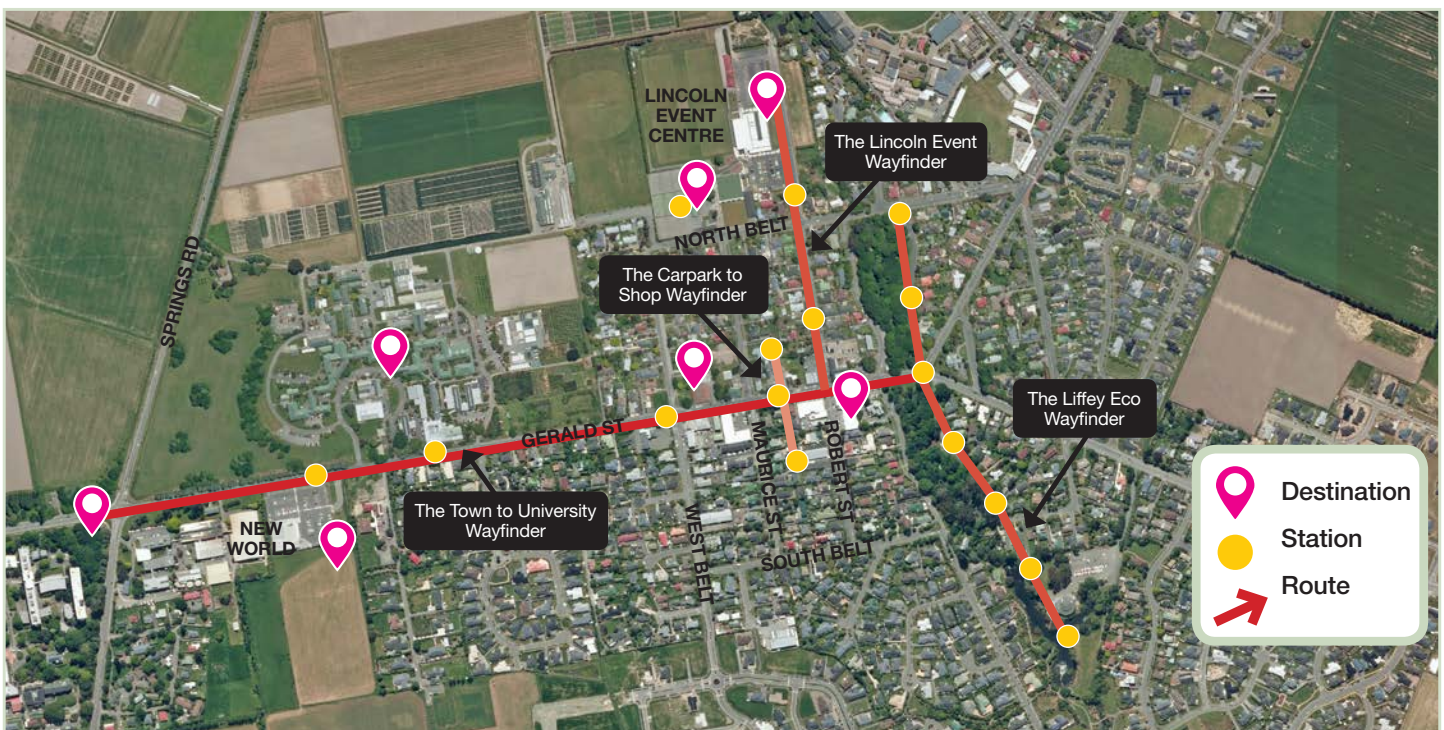 LINCOLN
EVENT
CENTRE
The Lincoln Event
Wayfinder
NORTH BELT
SPRINGS RD
The Carpark to
Shop Wayfinder
The Liffey Eco
Wayfinder
GERALD ST
MAURICE ST
ROBERT ST
The Town to University
Wayfinder
NEW
WORLD
WEST BELT
SOUTH BELT
Destination
Station
Route